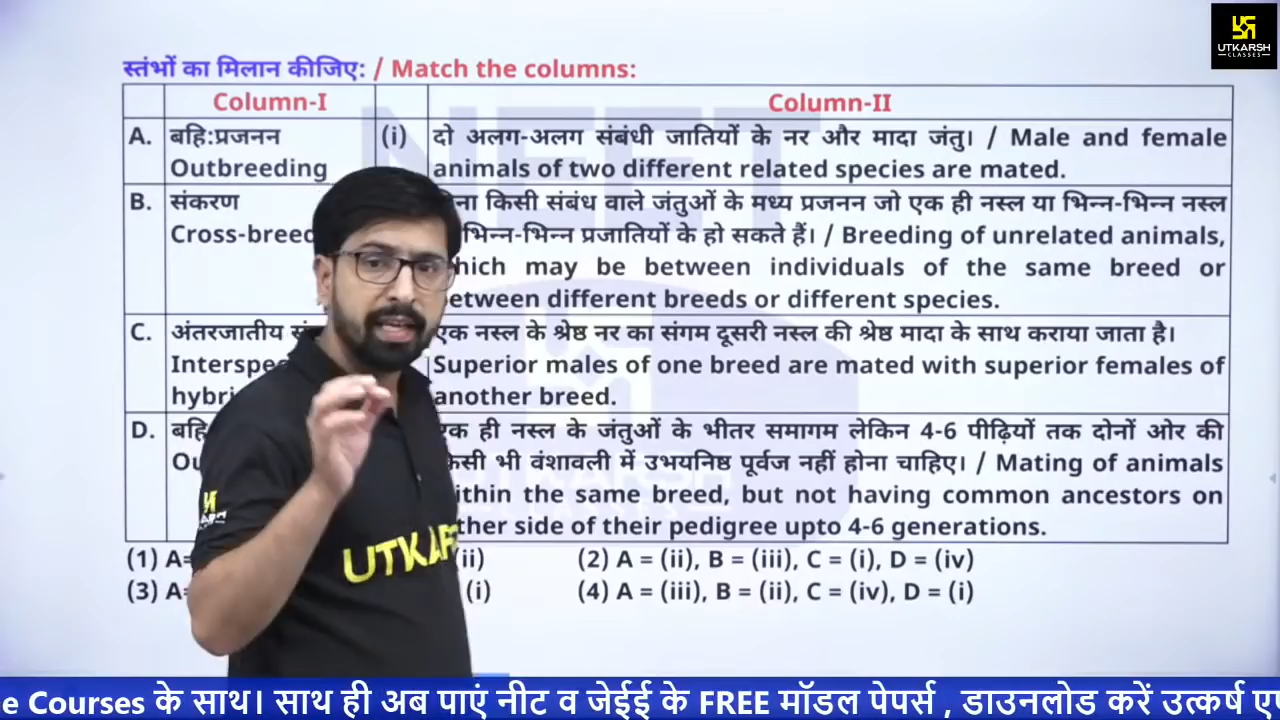 UTKARSH
CLASSES
स्तंभों का मिलान कीजिए: / Match the columns:
Column-I Column-II
A. बहि:प्रजनन (i) दो अलग-अलग संबंधी जातियों के नर और मादा जंतु। / Male and female
Outbreeding animals of two different related species are mated.
B. संकरण किसी संबंध वाले जंतुओं के मध्य प्रजनन जो एक ही नस्ल या भिन्न-भिन्न नस्ल
भिन्न-भिन्न प्रजातियों के हो सकते हैं। / Breeding of unrelated animals,
may be between individuals of the same breed or
between different breeds or different species.
C. अंतरजातीय एक नस्ल के श्रेष्ठ नर का संगम दूसरी नस्ल की श्रेष्ठ मादा के साथ कराया जाता है।
Superior males of one breed are mated with superior females of
another breed.
D. एक ही नस्ल के जंतुओं के भीतर समागम लेकिन 4-6 पीढ़ियों तक दोनों ओर की
भी वंशावली में उभयनिष्ठ पूर्वज नहीं होना चाहिए। / Mating of animals
the same breed, but not having common ancestors on
of their pedigree upto 4-6 generations.
(1) (ii) (2) A = (ii), B = (iii), C = (i), D = (iv)
(3) (i) (4) A = (iii), B = (ii), C = (iv), D = (i)
Courses के साथ। साथ ही अब पाएं नीट व जेईई के FREE मॉडल पेपर्स , डाउनलोड करें उत्कर्ष